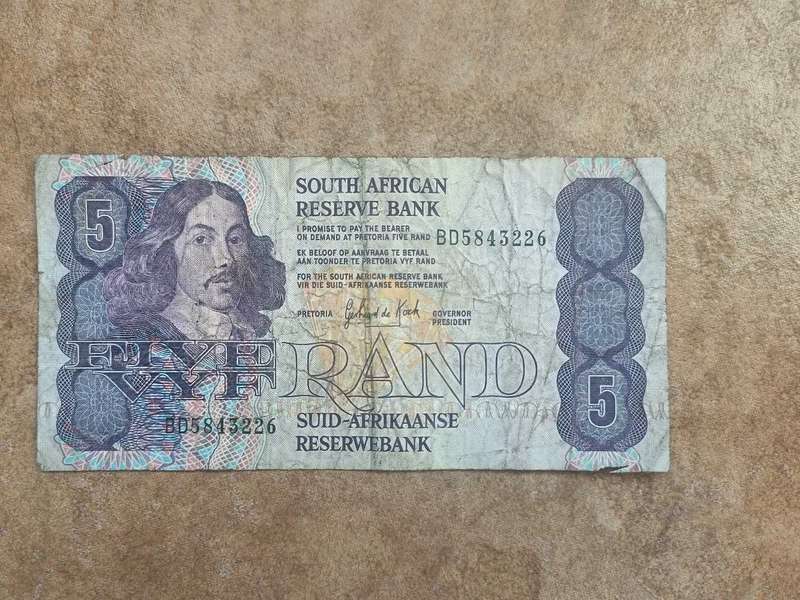 5
SOUTH AFRICAN
RESERVE BANK
I PROMISE TO PAY THE BEARER
ON DEMAND AT PRETORIA FIVE RAND
BD5843226
EK BELOOF OP AANVRAAG TE BETAAL
AAN TOONDER TE PRETORIA VYF RAND
FOR THE SOUTH AFRICAN RESERVE BANK
VIR DIE SUID-AFRIKAANSE RESERWEBANK
PRETORIA Gerhard de Kock GOVERNOR
PRESIDENT
FIVE
VYF
RAND
5
BD5843226
SUID-AFRIKAANSE
RESERWEBANK